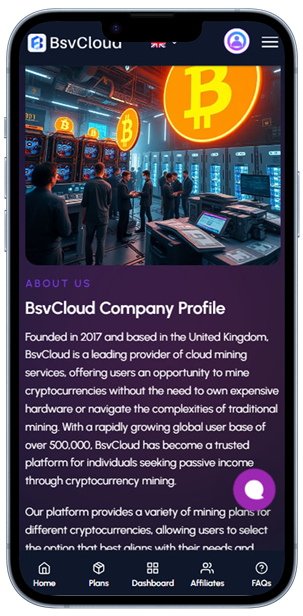 BsvCloud
ABOUT US
BsvCloud Company Profile
Founded in 2017 and based in the United Kingdom,
BsvCloud is a leading provider of cloud mining
services, offering users an opportunity to mine
cryptocurrencies without the need to own expensive
hardware or navigate the complexities of traditional
mining. With a rapidly growing global user base of
over 500,000, BsvCloud has become a trusted
platform for individuals seeking passive income
through cryptocurrency mining.
Our platform provides a variety of mining plans for
different cryptocurrencies, allowing users to select
the option that best aligns with their needs and
Home
Plans
Dashboard
Affiliates
FAQs